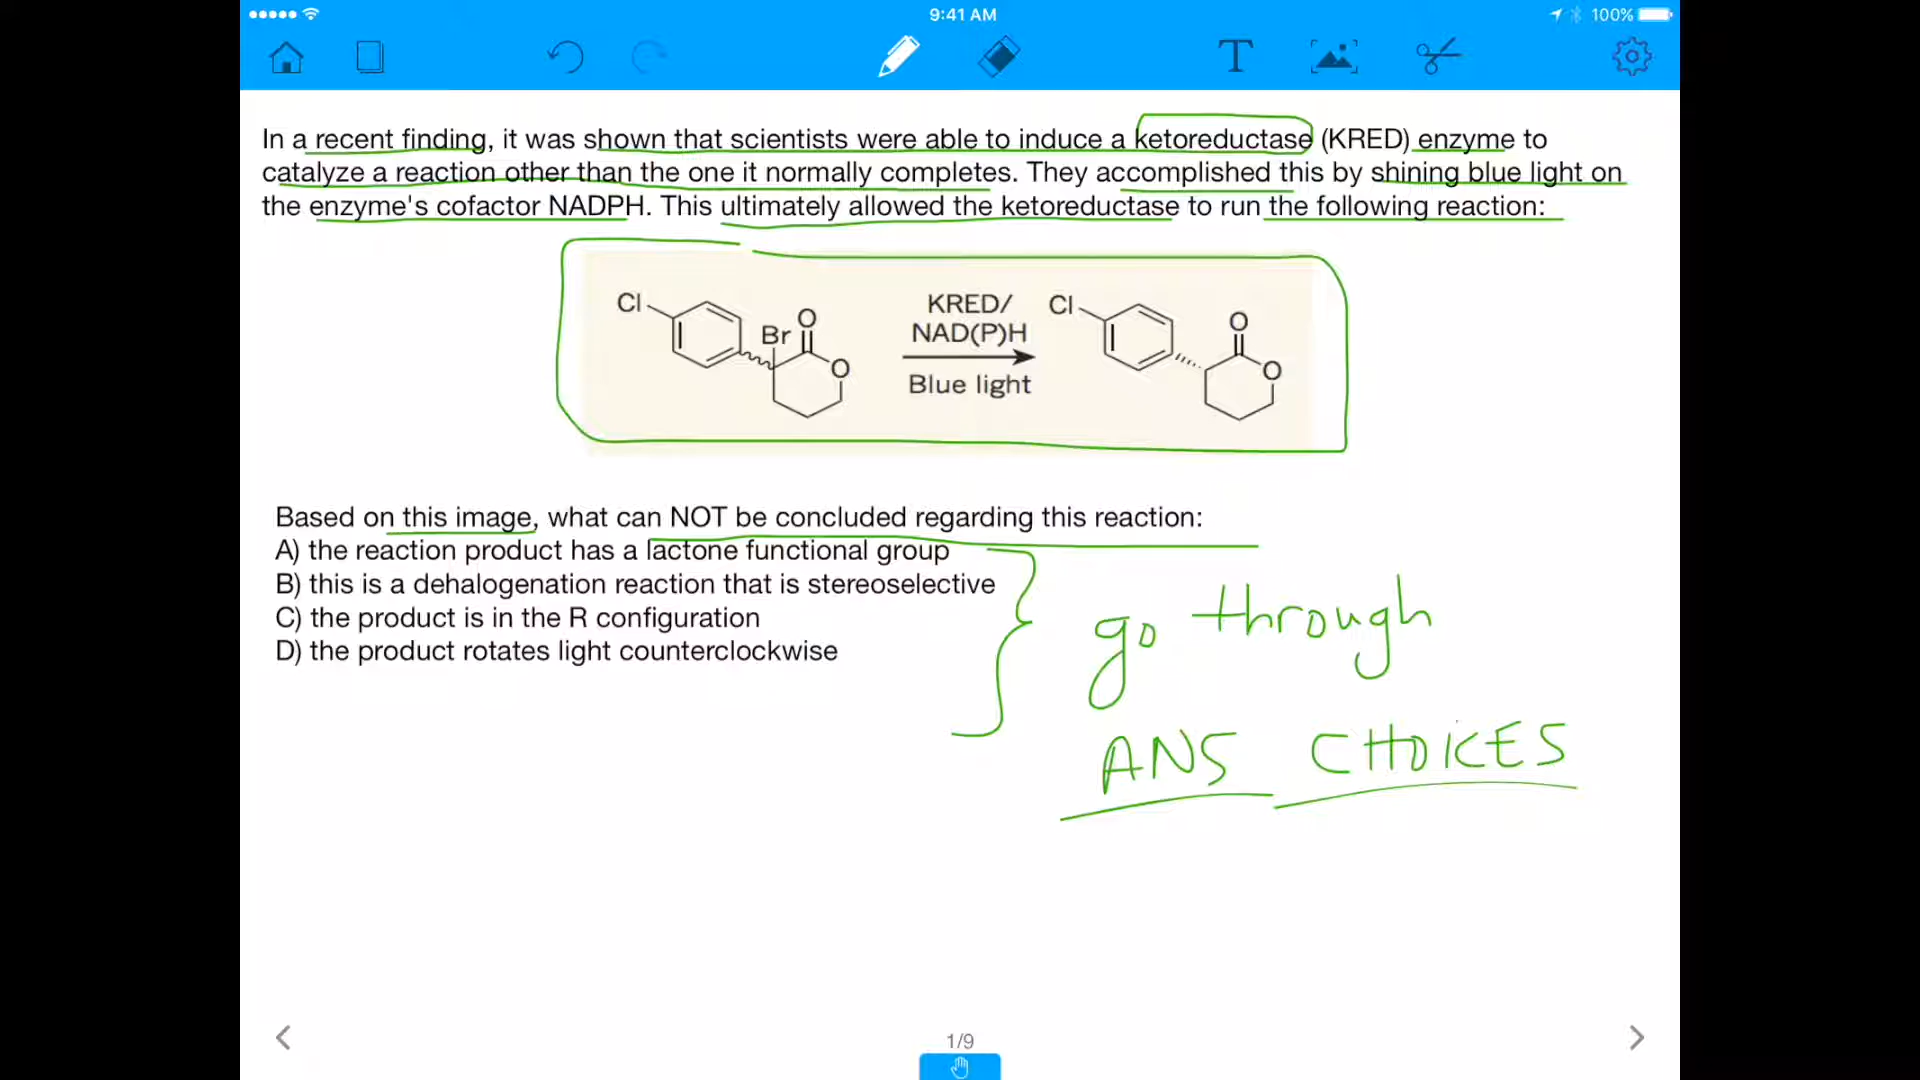 9:41 AM
100%
T
In a recent finding, it was shown that scientists were able to induce a ketoreductase (KRED) enzyme to
catalyze a reaction other than the one it normally completes. They accomplished this by shining blue light on
the enzyme's cofactor NADPH. This ultimately allowed the ketoreductase to run the following reaction:
Cl
Br
O
O
KRED/
NAD(P)H
Blue light
Cl
O
O
Based on this image, what can NOT be concluded regarding this reaction:
A) the reaction product has a lactone functional group
B) this is a dehalogenation reaction that is stereoselective
C) the product is in the R configuration
D) the product rotates light counterclockwise
go through
ANS CHOICES
1/9